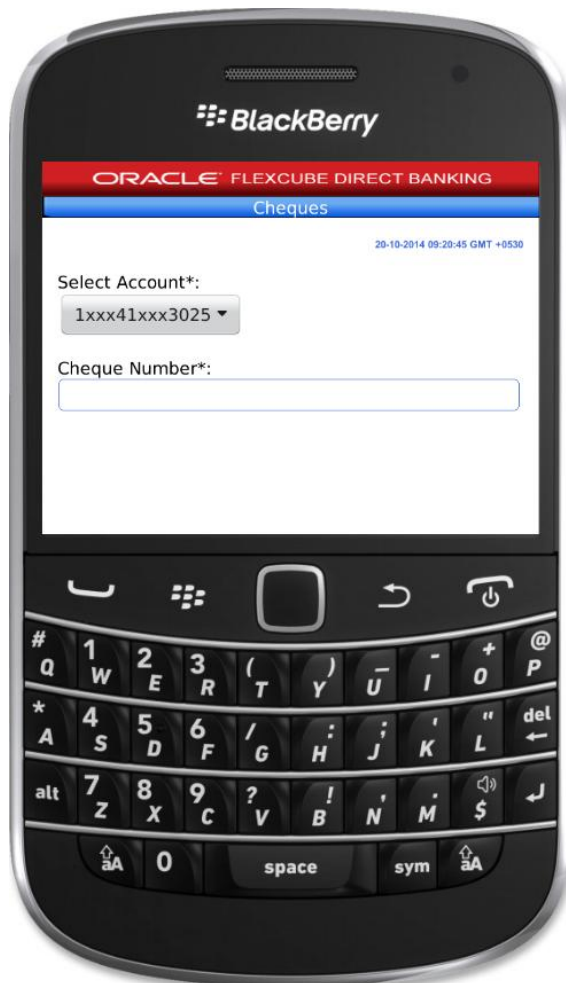 BlackBerry
ORACLE FLEXCUBE DIRECT BANKING
Cheques
20-10-2014 09:20:45 GMT +0530
Select Account*:
1xxx41xxx3025
Cheque Number*:
# Q 1 W 2 E 3 R ( T ) Y _ U - I + O @ P
* A 4 S 5 D 6 F / G : H ; J ' K " L del
alt 7 Z 8 X 9 C ? V ! B , N . M $
aA 0 space sym aA